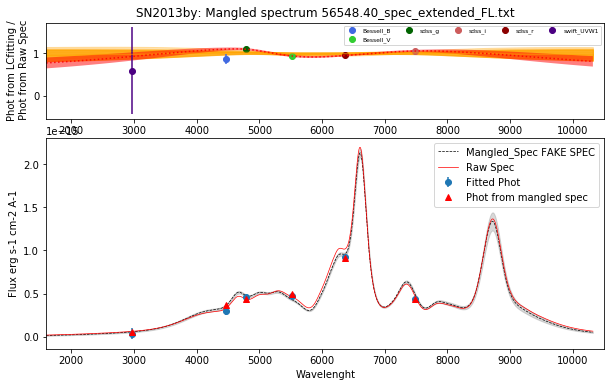 SN2013by: Mangled spectrum 56548.40_spec_extended_FL.txt
Phot from LCfitting /
Phot from Raw Spec
1
0
Bessell_B
Bessell_V
sdss_g
sdss_i
sdss_r
swift_UVW1
2000 3000 4000 5000 6000 7000 8000 9000 10000
1e-15
Flux erg s-1 cm-2 A-1
2.0
1.5
1.0
0.5
0.0
Mangled_Spec FAKE SPEC
Raw Spec
Fitted Phot
Phot from mangled spec
2000 3000 4000 5000 6000 7000 8000 9000 10000
Wavelenght